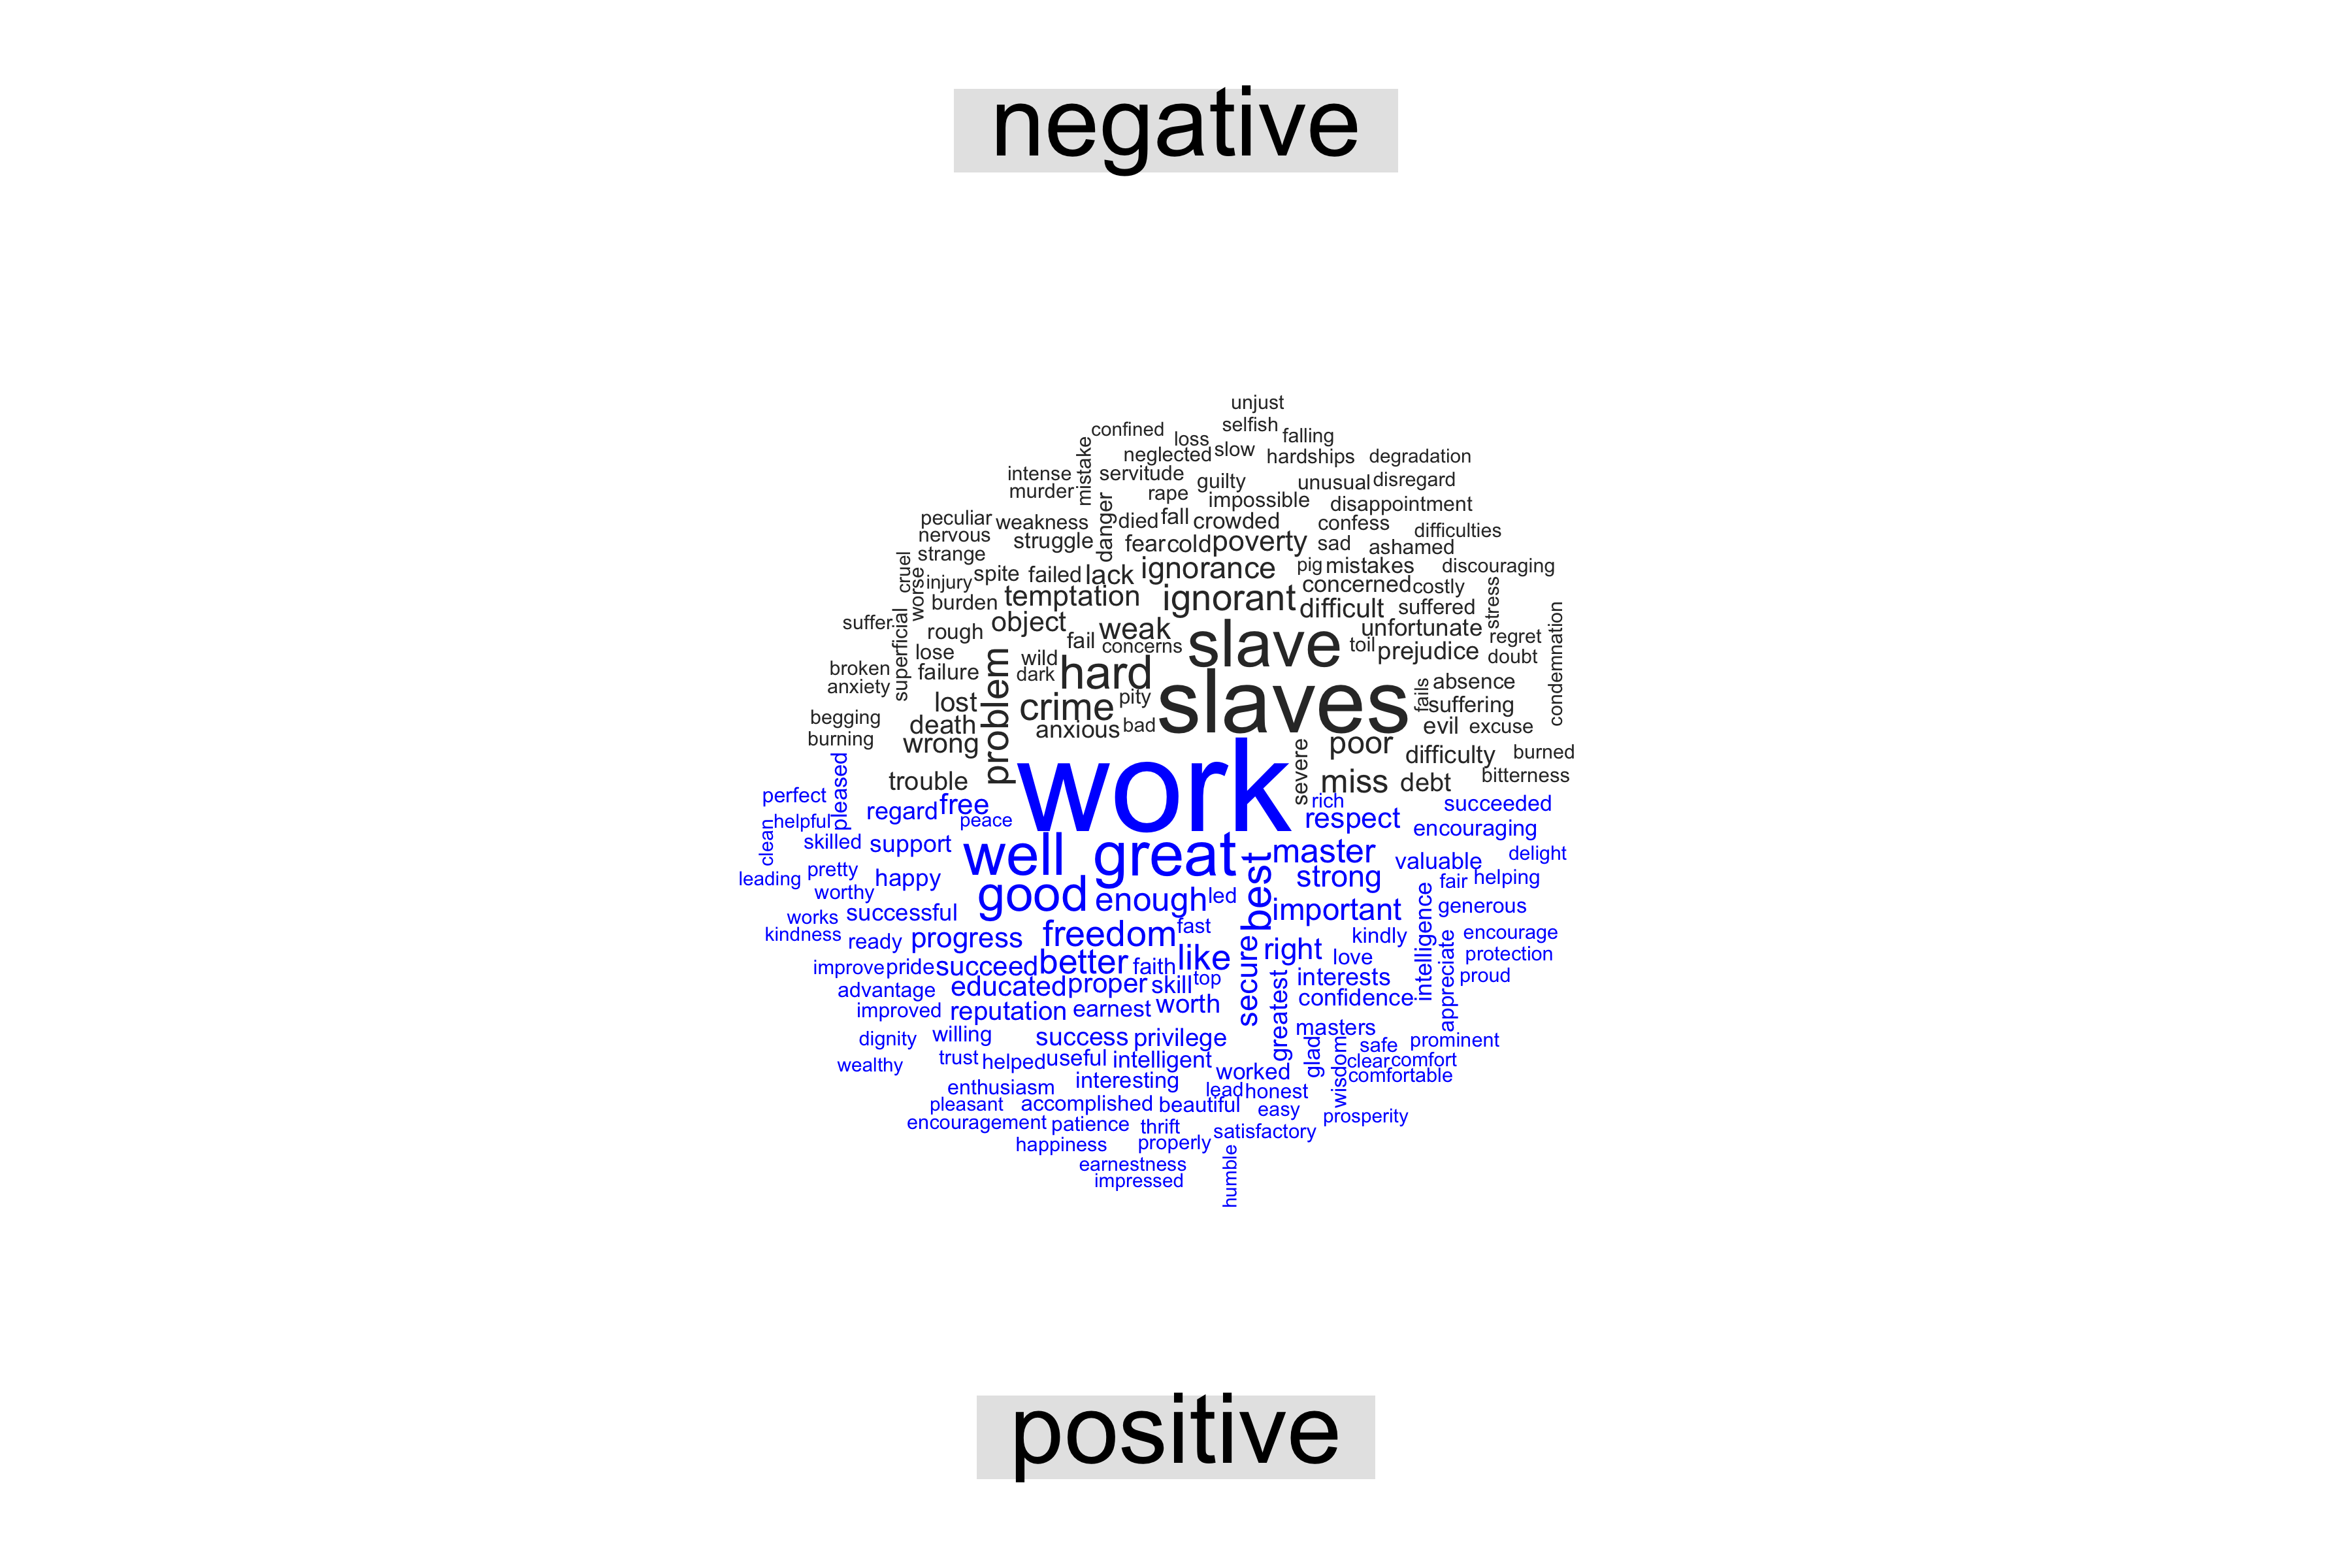 negative
unjust
selfish
confined
falling
loss
slow
neglected
hardships
degradation
mistake
intense
servitude
guilty
unusual
disregard
murder
rape
impossible
disappointment
peculiar
weakness
danger
died
fall
crowded
confess
difficulties
nervous
struggle
fear
cold
poverty
sad
ashamed
strange
cruel
worse
injury
spite
failed
lack
ignorance
pig
mistakes
discouraging
concerned
costly
stress
burden
temptation
ignorant
difficult
suffered
suffer
superficial
rough
object
weak
slave
unfortunate
regret
condemnation
lose
fail
concerns
toil
prejudice
doubt
broken
failure
wild
dark
hard
anxiety
problem
lost
crime
pity
slaves
fails
absence
suffering
begging
death
anxious
bad
evil
excuse
burning
wrong
severe
poor
difficulty
burned
trouble
miss
debt
bitterness
work
pleased
perfect
regard
free
rich
succeeded
clean
helpful
peace
respect
encouraging
skilled
support
well
great
best
master
valuable
delight
leading
pretty
happy
strong
fair
helping
worthy
good
enough
led
important
intelligence
generous
works
successful
freedom
fast
kindness
ready
progress
secure
right
kindly
encourage
improve
pride
succeed
better
faith
like
love
appreciate
protection
advantage
educated
proper
skill
top
greatest
interests
proud
improved
reputation
earnest
worth
confidence
dignity
willing
success
privilege
masters
glad
wisdom
safe
prominent
wealthy
trust
helped
useful
intelligent
clear
comfort
enthusiasm
interesting
worked
comfortable
lead
honest
pleasant
accomplished
beautiful
easy
prosperity
encouragement
patience
thrift
satisfactory
happiness
properly
humble
earnestness
impressed
positive